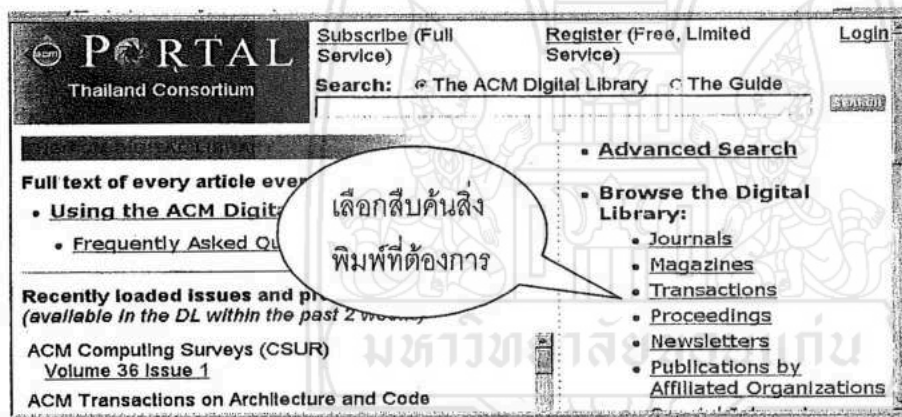 acm PORTAL
Thailand Consortium
Subscribe (Full Service)
Register (Free, Limited Service)
Login
Search: The ACM Digital Library The Guide
Search
Full text of every article ever
Using the ACM Digita
Frequently Asked Qu
Recently loaded issues and pr
(available in the DL within the past 2 weeks)
ACM Computing Surveys (CSUR)
Volume 36 Issue 1
ACM Transactions on Architecture and Code
เลือกสืบค้นสิ่ง
พิมพ์ที่ต้องการ
Advanced Search
Browse the Digital
Library:
Journals
Magazines
Transactions
Proceedings
Newsletters
Publications by
Affiliated Organizations